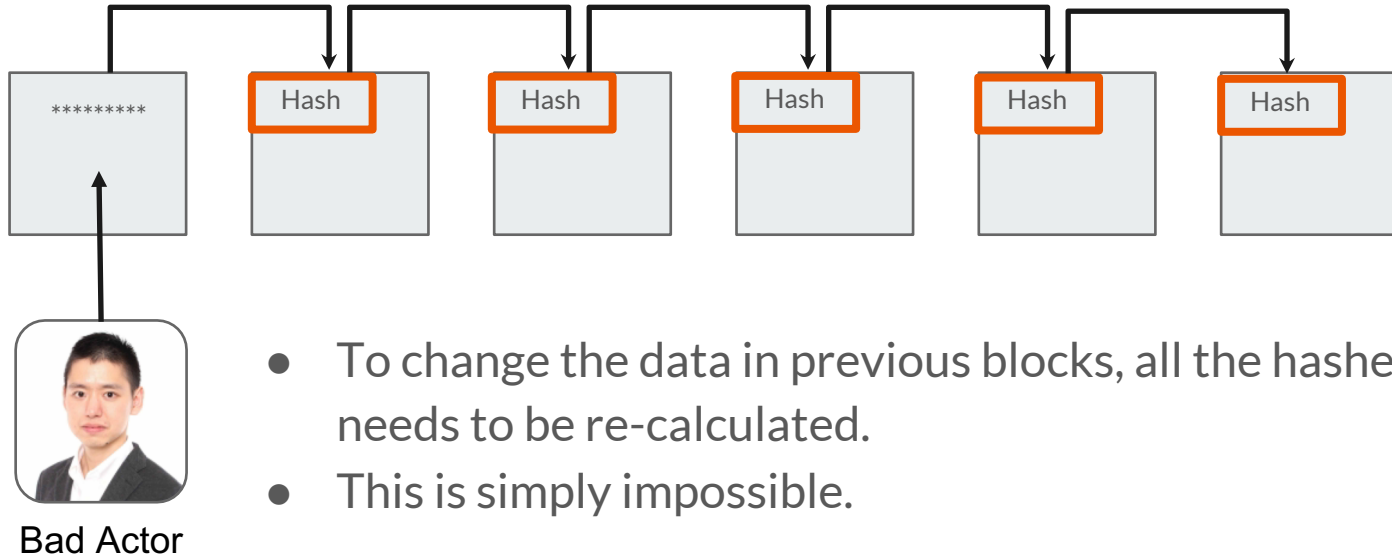 *********
Hash
Hash
Hash
Hash
Hash
● To change the data in previous blocks, all the hashe
needs to be re-calculated.
● This is simply impossible.
Bad Actor